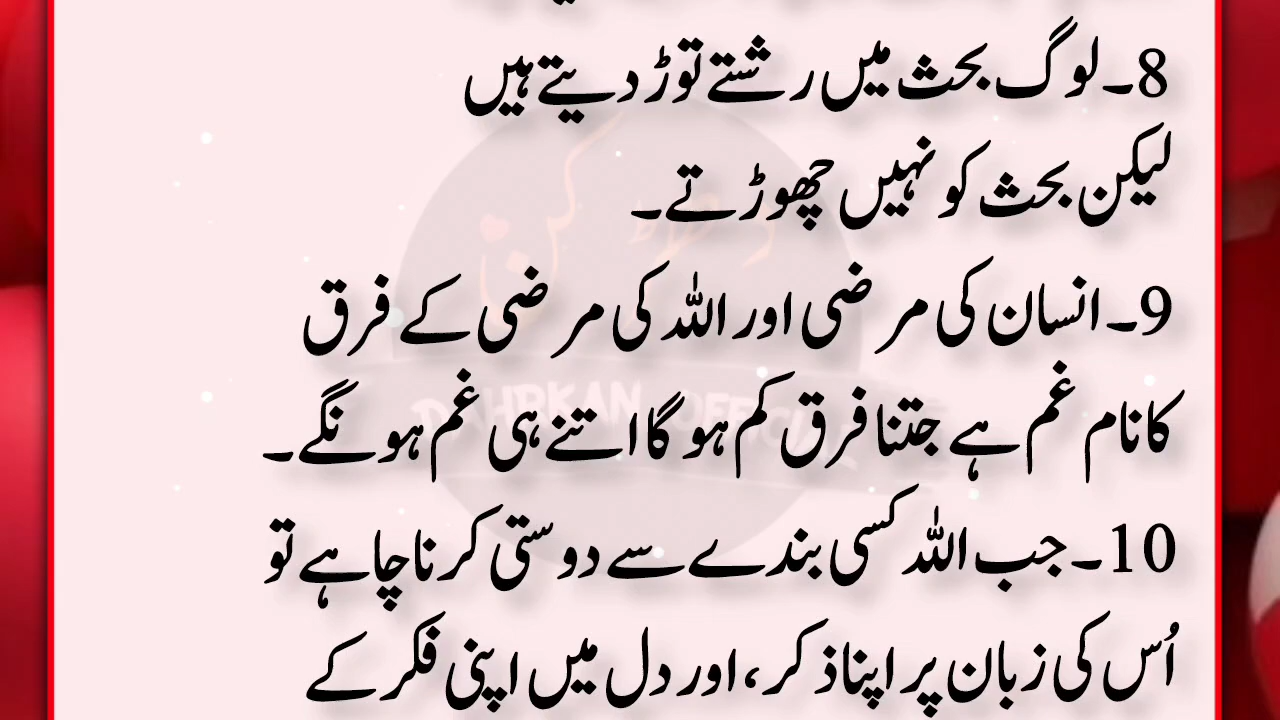 8۔لوگ بحث میں رشتے توڑ دیتے ہیں
لیکن بحث کو نہیں چھوڑتے۔
9۔انسان کی مرضی اور اللہ کی مرضی کے فرق
کا نام غم ہے جتنا فرق کم ہو گا اتنے ہی غم ہونگے۔
10۔جب اللہ کسی بندے سے دوستی کرنا چاہے تو
اُس کی زبان پر اپنا ذکر، اور دل میں اپنی فکر کے
دھڑکن
DAHRKAN OFFICIAL